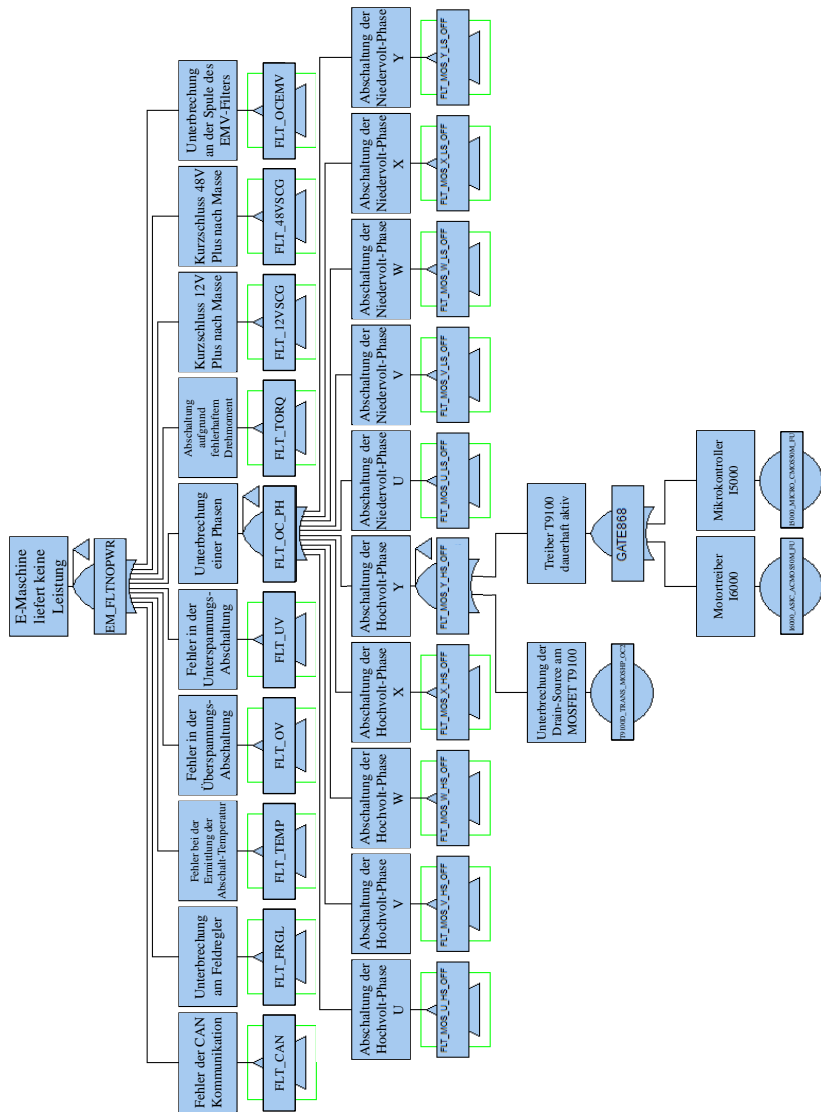 E-Maschine
liefert keine
Leistung
EM_FLTNOPWR
Fehler der CAN
Kommunikation
FLT_CAN
Unterbrechung
am Feldregler
FLT_FRGL
Fehler bei der
Ermittlung der
Abschalt-Temperatur
FLT_TEMP
Fehler in der
Überspannungs-
Abschaltung
FLT_OV
Fehler in der
Unterspannungs-
Abschaltung
FLT_UV
Unterbrechung
einer Phasen
FLT_OC_PH
Abschaltung
aufgrund
fehlerhaftem
Drehmoment
FLT_TORQ
Kurzschluss 12V
Plus nach Masse
FLT_12VSCG
Kurzschluss 48V
Plus nach Masse
FLT_48VSCG
Unterbrechung
an der Spule des
EMV-Filters
FLT_OCEMV
Abschaltung der
Hochvolt-Phase
U
FLT_MOS_U_HS_OFF
Abschaltung der
Hochvolt-Phase
V
FLT_MOS_V_HS_OFF
Abschaltung der
Hochvolt-Phase
W
FLT_MOS_W_HS_OFF
Abschaltung der
Hochvolt-Phase
X
FLT_MOS_X_HS_OFF
Abschaltung der
Hochvolt-Phase
Y
FLT_MOS_Y_HS_OFF
Abschaltung der
Niedervolt-Phase
U
FLT_MOS_U_LS_OFF
Abschaltung der
Niedervolt-Phase
V
FLT_MOS_V_LS_OFF
Abschaltung der
Niedervolt-Phase
W
FLT_MOS_W_LS_OFF
Abschaltung der
Niedervolt-Phase
X
FLT_MOS_X_LS_OFF
Abschaltung der
Niedervolt-Phase
Y
FLT_MOS_Y_LS_OFF
Unterbrechung der
Drain-Source am
MOSFET T9100
T9100D_TRANS_MOSHP_OC2
Treiber T9100
dauerhaft aktiv
GATE868
Motortreiber
I6000
I6000_ASIC_ACMOS50M_FU
Mikrokontroller
I5000
I5000_MICRO_CMOS50M_FU